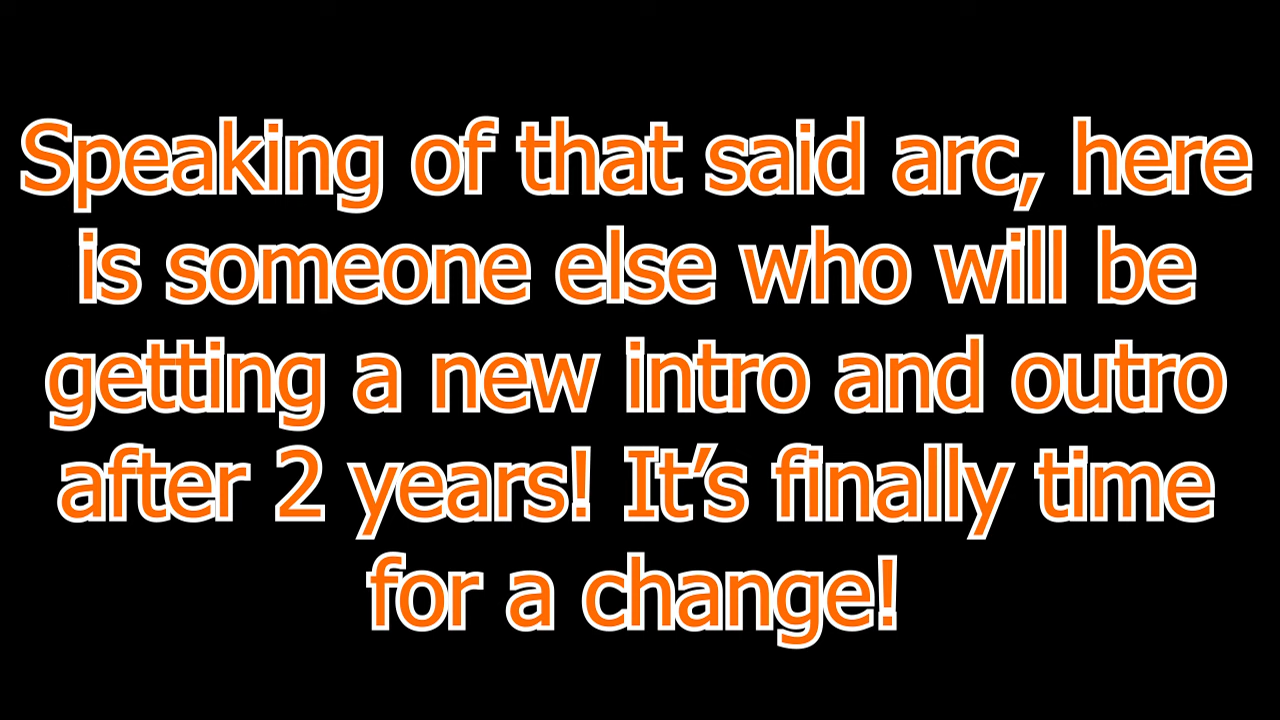 Speaking of that said arc, here
is someone else who will be
getting a new intro and outro
after 2 years! It’s finally time
for a change!